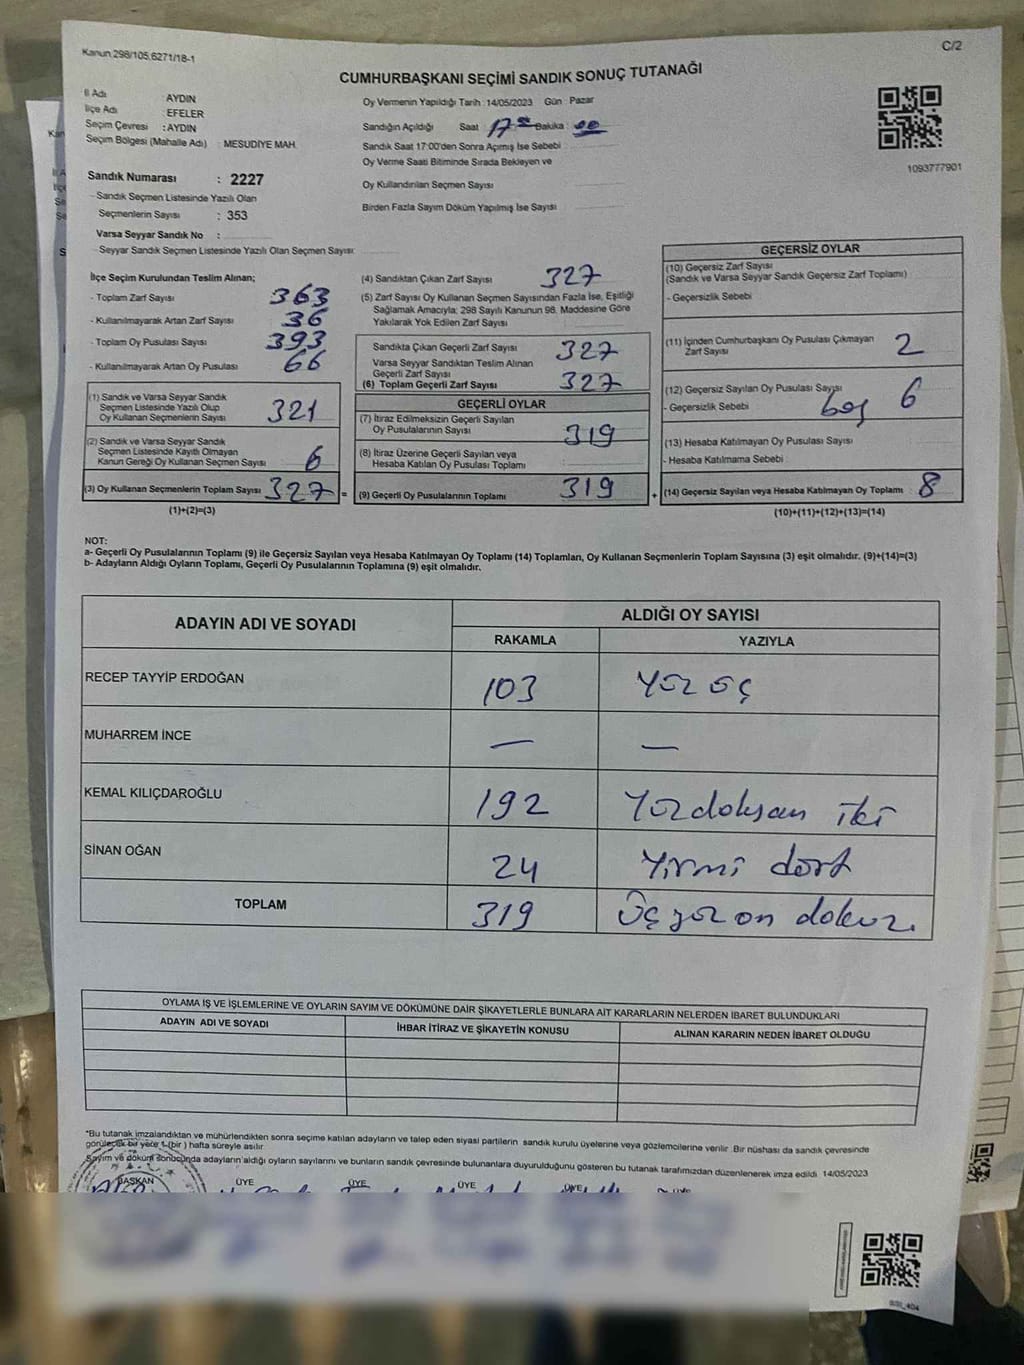 Kanun 298/105,6271/18-1
C/2
CUMHURBAŞKANI SEÇİMİ SANDIK SONUÇ TUTANAĞI
İl Adı : AYDIN
İlçe Adı : EFELER
Seçim Çevresi : AYDIN
Seçim Bölgesi (Mahalle Adı) : MESUDİYE MAH.
Sandık Numarası : 2227
Sandık Seçmen Listesinde Yazılı Olan
Seçmenlerin Sayısı : 353
Varsa Seyyar Sandık No :
Seyyar Sandık Seçmen Listesinde Yazılı Olan Seçmen Sayısı:
Oy Vermenin Yapıldığı Tarih : 14/05/2023 Gün : Pazar
Sandığın Açıldığı Saat : 17 Bakika : 00
Sandık Saat 17:00'den Sonra Açımış İse Sebebi :
Oy Verme Saati Bitiminde Sırada Bekleyen ve
Oy Kullandırılan Seçmen Sayısı
Birden Fazla Sayım Döküm Yapılmış İse Sayısı
1093777901
İlçe Seçim Kurulundan Teslim Alınan;
- Toplam Zarf Sayısı 363
- Kullanılmayarak Artan Zarf Sayısı 36
- Toplam Oy Pusulası Sayısı 393
- Kullanılmayarak Artan Oy Pusulası 66
(1) Sandık ve Varsa Seyyar Sandık
Seçmen Listesinde Yazılı Olup
Oy Kullanan Seçmenlerin Sayısı 321
(2) Sandık ve Varsa Seyyar Sandık
Seçmen Listesinde Kayıtlı Olmayan
Kanun Gereği Oy Kullanan Seçmen Sayısı 6
(3) Oy Kullanan Seçmenlerin Toplam Sayısı 327 =
(1)+(2)=(3)
(4) Sandıktan Çıkan Zarf Sayısı 327
(5) Zarf Sayısı Oy Kullanan Seçmen Sayısından Fazla İse, Eşitliği
Sağlamak Amacıyla; 298 Sayılı Kanunun 98. Maddesine Göre
Yakılarak Yok Edilen Zarf Sayısı :
Sandıkta Çıkan Geçerli Zarf Sayısı 327
Varsa Seyyar Sandıktan Teslim Alınan
Geçerli Zarf Sayısı
(6) Toplam Geçerli Zarf Sayısı 327
GEÇERLİ OYLAR
(7) İtiraz Edilmeksizin Geçerli Sayılan
Oy Pusulalarının Sayısı 319
(8) İtiraz Üzerine Geçerli Sayılan veya
Hesaba Katılan Oy Pusulası Toplamı :
(9) Geçerli Oy Pusulalarının Toplamı 319 +
GEÇERSİZ OYLAR
(10) Geçersiz Zarf Sayısı
(Sandık ve Varsa Seyyar Sandık Geçersiz Zarf Toplamı)
- Geçersizlik Sebebi
(11) İçinden Cumhurbaşkanı Oy Pusulası Çıkmayan
Zarf Sayısı 2
(12) Geçersiz Sayılan Oy Pusulası Sayısı 6
- Geçersizlik Sebebi boş
(13) Hesaba Katılmayan Oy Pusulası Sayısı
- Hesaba Katılmama Sebebi
(14) Geçersiz Sayılan veya Hesaba Katılmayan Oy Toplamı : 8
(10)+(11)+(12)+(13)=(14)
NOT:
a- Geçerli Oy Pusulalarının Toplamı (9) ile Geçersiz Sayılan veya Hesaba Katılmayan Oy Toplamı (14) Toplamları, Oy Kullanan Seçmenlerin Toplam Sayısına (3) eşit olmalıdır. (9)+(14)=(3)
b- Adayların Aldığı Oyların Toplamı, Geçerli Oy Pusulalarının Toplamına (9) eşit olmalıdır.
ADAYIN ADI VE SOYADI
ALDIĞI OY SAYISI
RAKAMLA YAZIYLA
RECEP TAYYİP ERDOĞAN 103 Yüz üç
MUHARREM İNCE — —
KEMAL KILIÇDAROĞLU 192 Yüzdoksan iki
SİNAN OĞAN 24 Yirmi dört
TOPLAM 319 Üç yüz on dokuz.
OYLAMA İŞ VE İŞLEMLERİNE VE OYLARIN SAYIM VE DÖKÜMÜNE DAİR ŞİKAYETLERLE BUNLARA AİT KARARLARIN NELERDEN İBARET BULUNDUKLARI
ADAYIN ADI VE SOYADI İHBAR İTİRAZ VE ŞİKAYETİN KONUSU ALINAN KARARIN NEDEN İBARET OLDUĞU
*Bu tutanak imzalandıktan ve mühürlendikten sonra seçime katılan adayların ve talep eden siyasi partilerin sandık kurulu üyelerine veya gözlemcilerine verilir. Bir nüshası da sandık çevresinde
görülecek bir yere 1 (bir ) hafta süreyle asılır.
Sayım ve döküm sonucunda adayların aldığı oyların sayılarını ve bunların sandık çevresinde bulunanlara duyurulduğunu gösteren bu tutanak tarafımızdan düzenlenerek imza edildi. 14/05/2023
BAŞKAN ÜYE ÜYE ÜYE ÜYE ÜYE